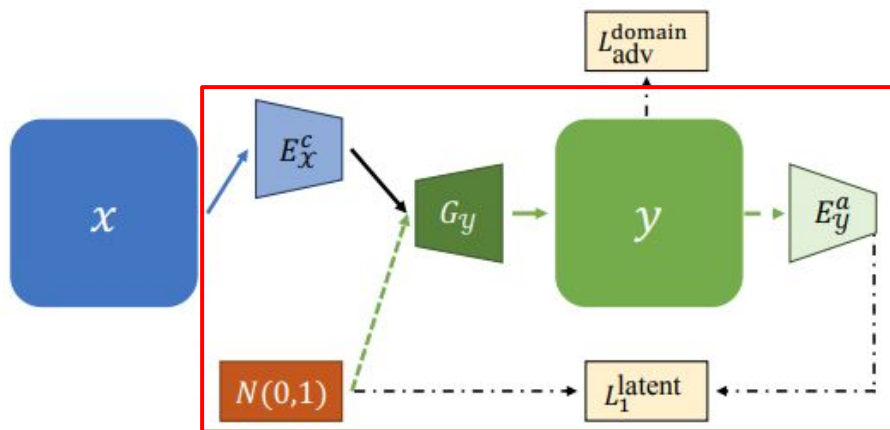 L_adv^domain
x
E_𝒳^c
G_𝒴
y
E_𝒴^a
N(0,1)
L_1^latent